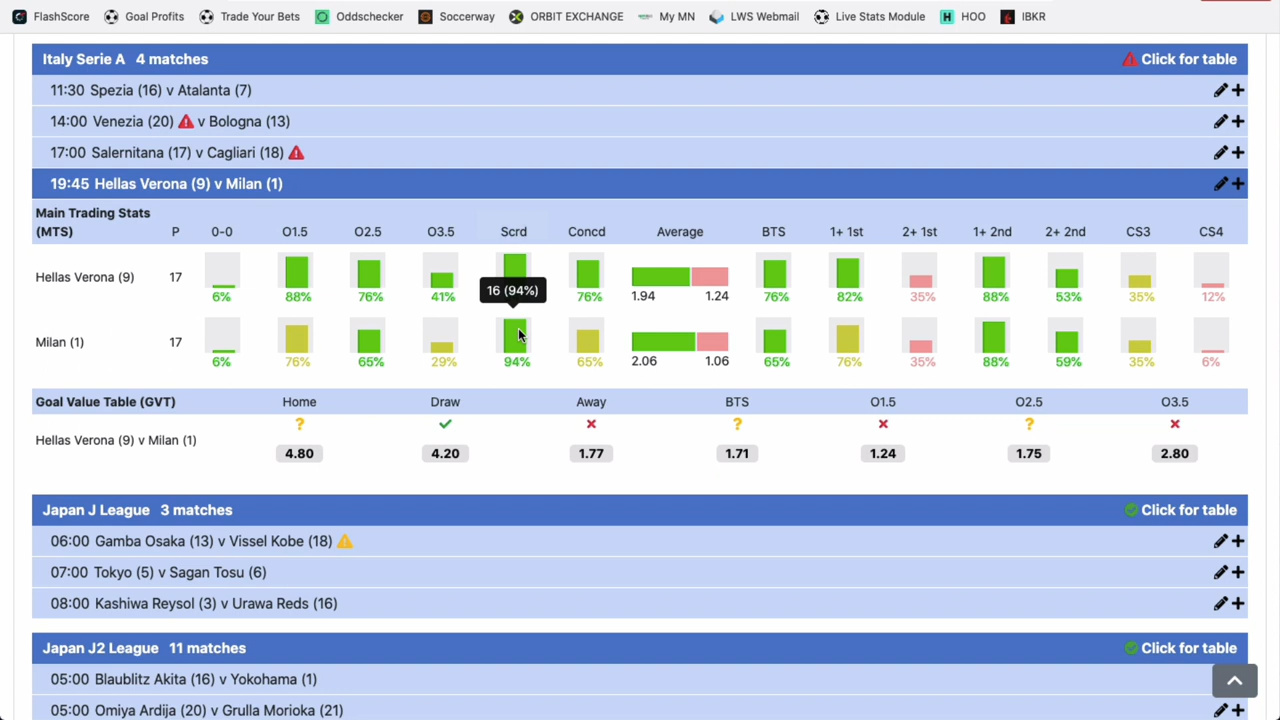 FlashScore Goal Profits Trade Your Bets Oddschecker Soccerway ORBIT EXCHANGE My MN LWS Webmail Live Stats Module H HOO IBKR
Italy Serie A 4 matches Click for table
11:30 Spezia (16) v Atalanta (7)
14:00 Venezia (20) v Bologna (13)
17:00 Salernitana (17) v Cagliari (18)
19:45 Hellas Verona (9) v Milan (1)
Main Trading Stats
(MTS) P 0-0 O1.5 O2.5 O3.5 Scrd Concd Average BTS 1+ 1st 2+ 1st 1+ 2nd 2+ 2nd CS3 CS4
Hellas Verona (9) 17
16 (94%)
6% 88% 76% 41% 76% 1.94 1.24 76% 82% 35% 88% 53% 35% 12%
Milan (1) 17
6% 76% 65% 29% 94% 65% 2.06 1.06 65% 76% 35% 88% 59% 35% 6%
Goal Value Table (GVT) Home Draw Away BTS O1.5 O2.5 O3.5
? ? ?
Hellas Verona (9) v Milan (1)
4.80 4.20 1.77 1.71 1.24 1.75 2.80
Japan J League 3 matches Click for table
06:00 Gamba Osaka (13) v Vissel Kobe (18)
07:00 Tokyo (5) v Sagan Tosu (6)
08:00 Kashiwa Reysol (3) v Urawa Reds (16)
Japan J2 League 11 matches Click for table
05:00 Blaublitz Akita (16) v Yokohama (1)
05:00 Omiya Ardija (20) v Grulla Morioka (21)